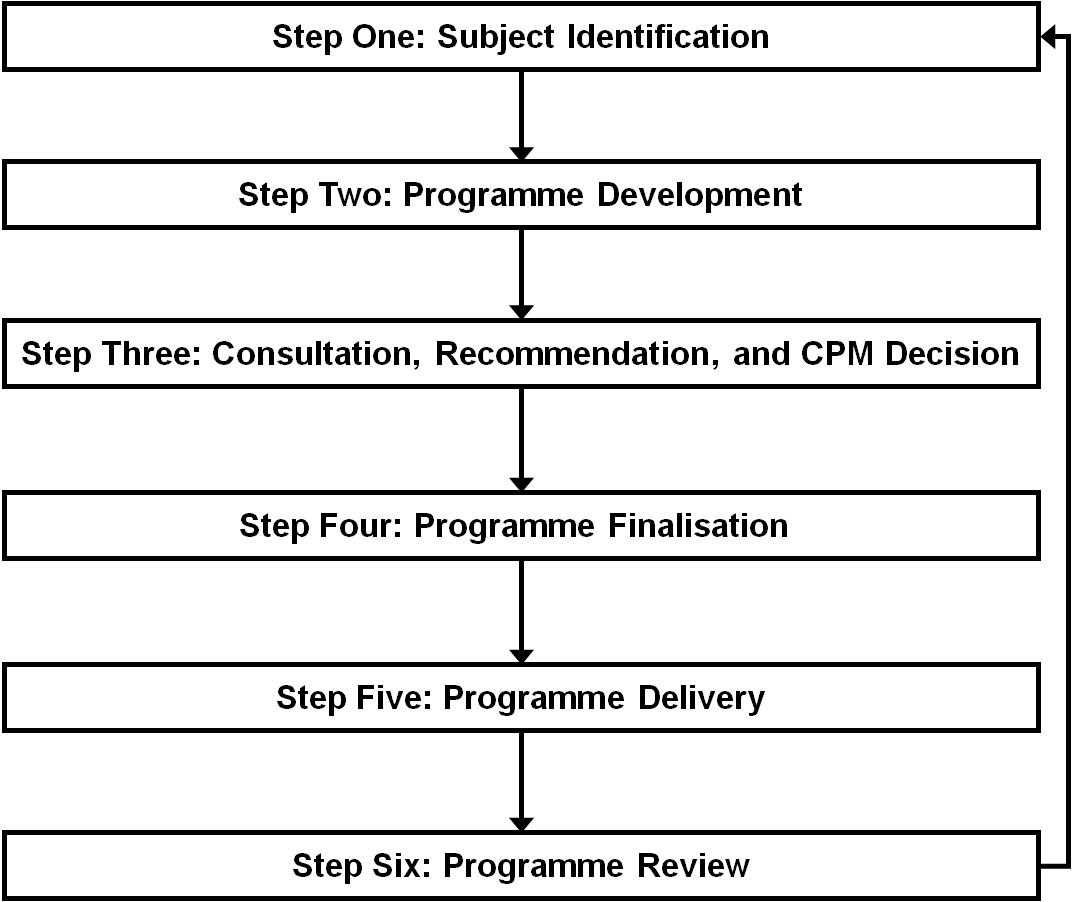 Step One: Subject Identification
Step Two: Programme Development
Step Three: Consultation, Recommendation, and CPM Decision
Step Four: Programme Finalisation
Step Five: Programme Delivery
Step Six: Programme Review